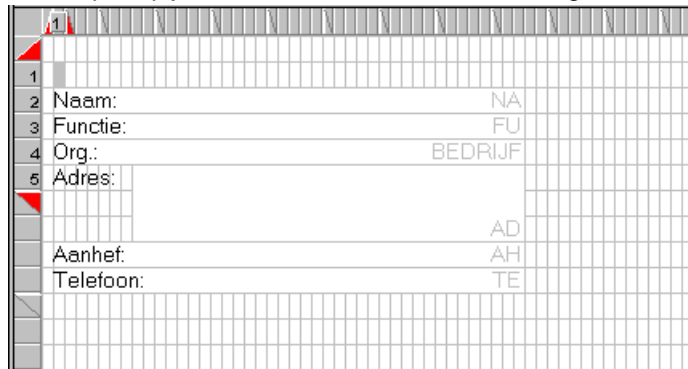 1
1
2 Naam: NA
3 Functie: FU
4 Org.: BEDRIJF
5 Adres:
AD
Aanhef: AH
Telefoon: TE